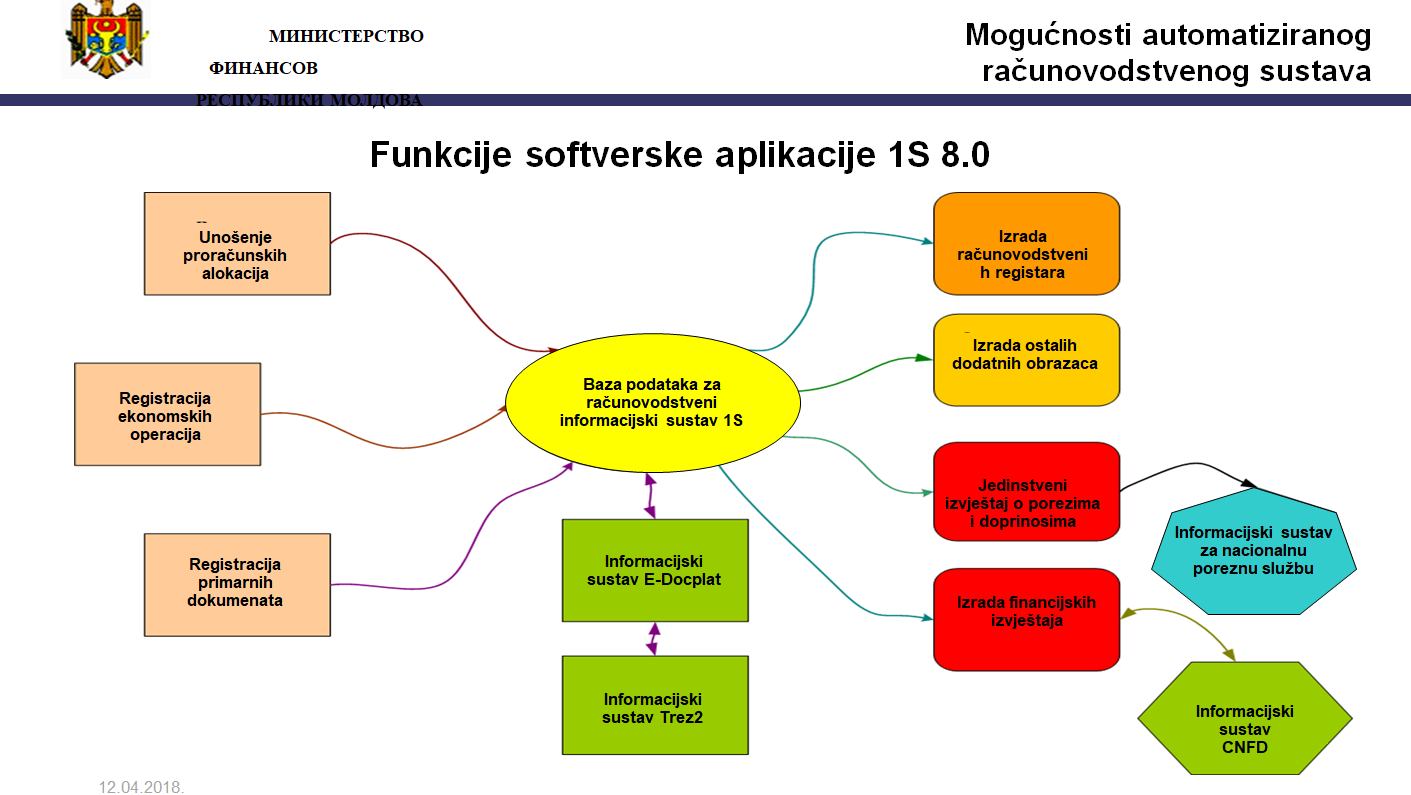 МИНИСТЕРСТВО
ФИНАНСОВ
РЕСПУБЛИКИ МОЛДОВА
Mogućnosti automatiziranog
računovodstvenog sustava
Funkcije softverske aplikacije 1S 8.0
Unošenje
proračunskih
alokacija
Izrada
računovodstveni
h registara
Izrada ostalih
dodatnih obrazaca
Baza podataka za
računovodstveni
informacijski sustav 1S
Registracija
ekonomskih
operacija
Jedinstveni
izvještaj o porezima
i doprinosima
Informacijski sustav
za nacionalnu
poreznu službu
Registracija
primarnih
dokumenata
Informacijski
sustav E-Docplat
Izrada financijskih
izvještaja
Informacijski
sustav Trez2
Informacijski
sustav
CNFD
12.04.2018.